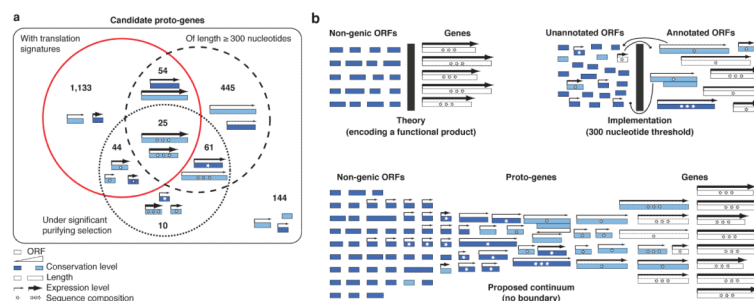 a
Candidate proto-genes
With translation
signatures
Of length ≥ 300 nucleotides
54
1,133
445
25
44
61
144
Under significant
purifying selection
10
ORF
Conservation level
Length
Expression level
Sequence composition
b
Non-genic ORFs
Genes
Theory
(encoding a functional product)
Unannotated ORFs
Annotated ORFs
Implementation
(300 nucleotide threshold)
Non-genic ORFs
Proto-genes
Genes
Proposed continuum
(no boundary)